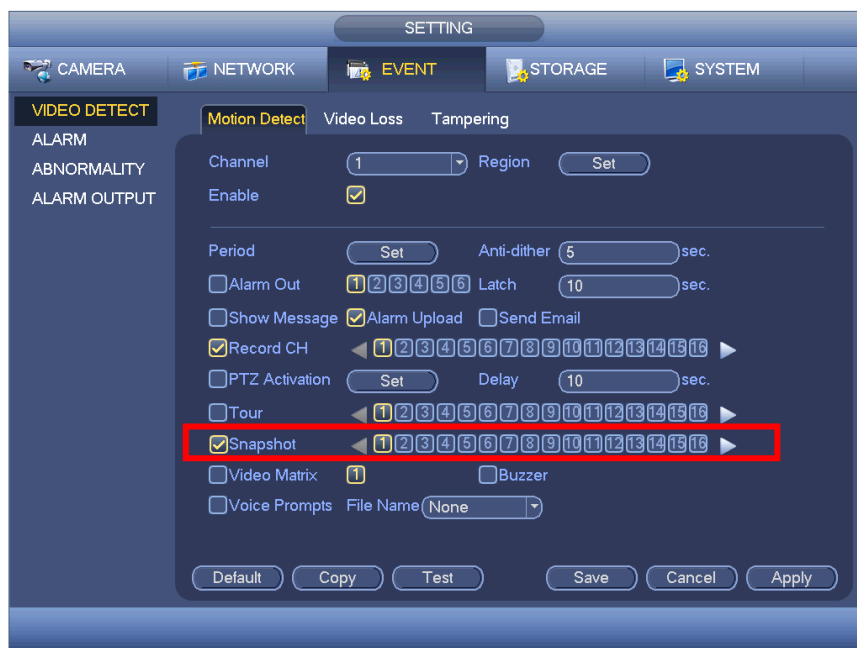 SETTING
CAMERA NETWORK EVENT STORAGE SYSTEM
VIDEO DETECT
ALARM
ABNORMALITY
ALARM OUTPUT
Motion Detect Video Loss Tampering
Channel 1 Region Set
Enable
Period Set Anti-dither 5 sec.
Alarm Out 1 2 3 4 5 6 Latch 10 sec.
Show Message Alarm Upload Send Email
Record CH 1 2 3 4 5 6 7 8 9 10 11 12 13 14 15 16
PTZ Activation Set Delay 10 sec.
Tour 1 2 3 4 5 6 7 8 9 10 11 12 13 14 15 16
Snapshot 1 2 3 4 5 6 7 8 9 10 11 12 13 14 15 16
Video Matrix 1 Buzzer
Voice Prompts File Name None
Default Copy Test Save Cancel Apply